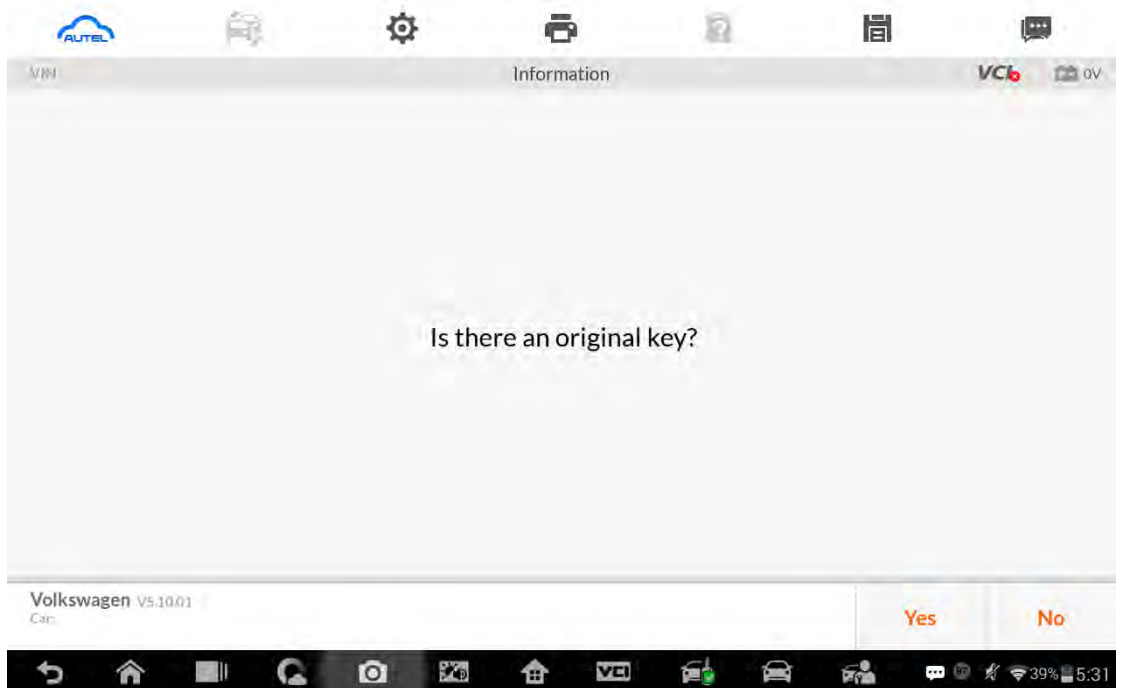 AUTEL
VIN
Information
VCI
0V
Is there an original key?
Volkswagen V5.10.01
Car:
Yes
No
VCI
39% 5:31